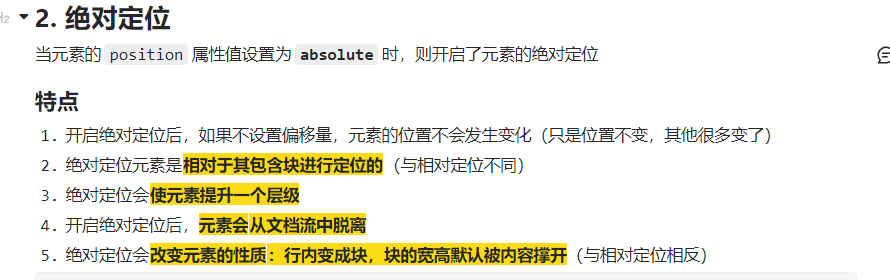 H2 2. 绝对定位
当元素的 position 属性值设置为 absolute 时，则开启了元素的绝对定位
特点
1. 开启绝对定位后，如果不设置偏移量，元素的位置不会发生变化（只是位置不变，其他很多变了）
2. 绝对定位元素是相对于其包含块进行定位的（与相对定位不同）
3. 绝对定位会使元素提升一个层级
4. 开启绝对定位后，元素会从文档流中脱离
5. 绝对定位会改变元素的性质：行内变成块，块的宽高默认被内容撑开（与相对定位相反）